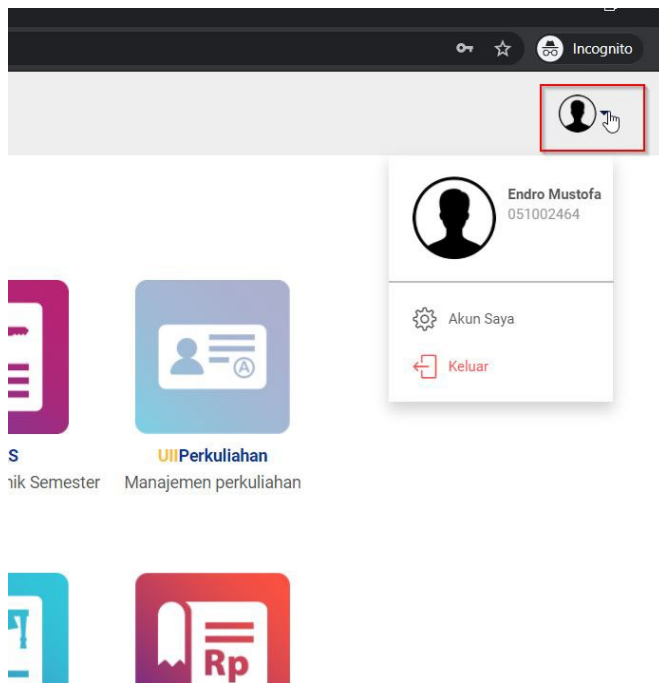 Incognito
Endro Mustofa
051002464
Akun Saya
Keluar
S
UIIPerkuliahan
nik Semester
Manajemen perkuliahan
A
Rp